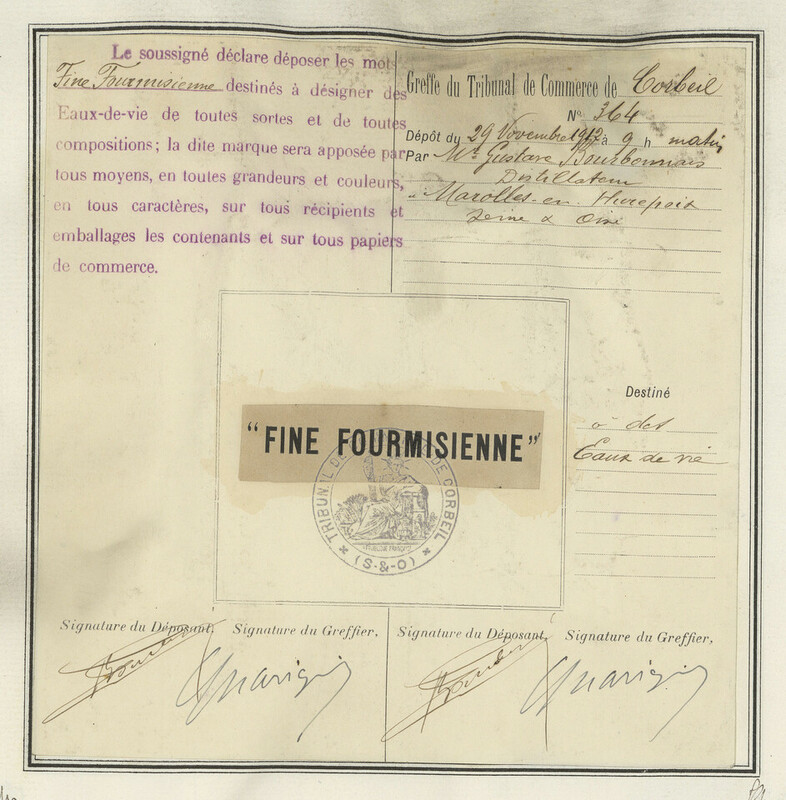 Le soussigné déclare déposer les mots
Fine Fourmisienne destinés à désigner des
Eaux-de-vie de toutes sortes et de toutes
compositions ; la dite marque sera apposée par
tous moyens, en toutes grandeurs et couleurs,
en tous caractères, sur tous récipients et
emballages les contenants et sur tous papiers
de commerce.
Greffe du Tribunal de Commerce de Corbeil
N° 364
Dépôt du 29 Novembre 1912 à 9 h matin
Par Mr Gustave Bourbonnais
Distillateur
Marolles-en-Hurepoix
Seine & Oise
Destiné
à des
Eaux de vie
"FINE FOURMISIENNE"
TRIBUNAL DE COMMERCE DE CORBEIL
RÉPUBLIQUE FRANÇAISE
(S-&-O)
Signature du Déposant. Signature du Greffier.
Signature du Déposant. Signature du Greffier.